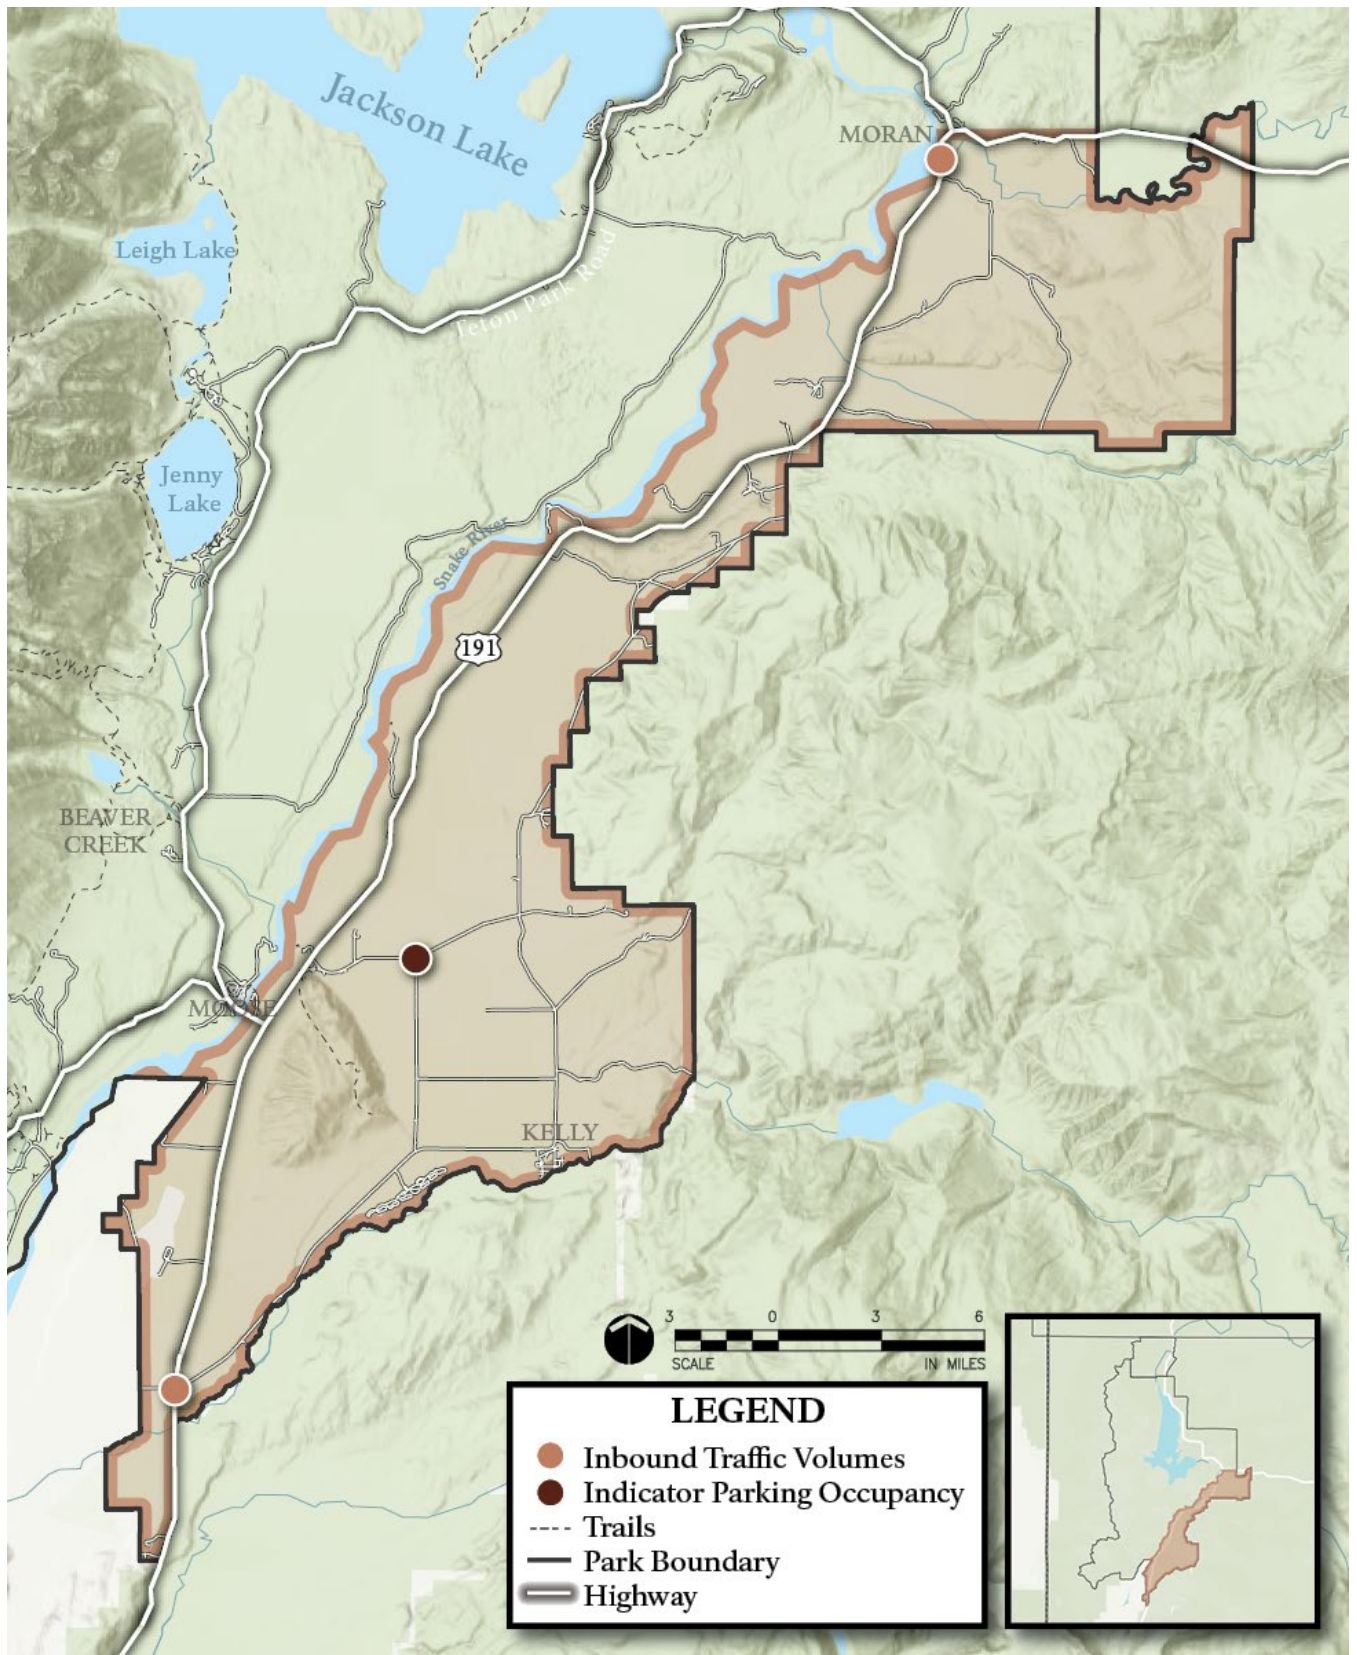 Jackson
Lake
MORAN
Leigh Lake
Teton Park Road
Jenny
Lake
Snake River
191
BEAVER
CREEK
MOOSE
KELLY
3 0 3 6
SCALE IN MILES
LEGEND
Inbound Traffic Volumes
Indicator Parking Occupancy
Trails
Park Boundary
Highway